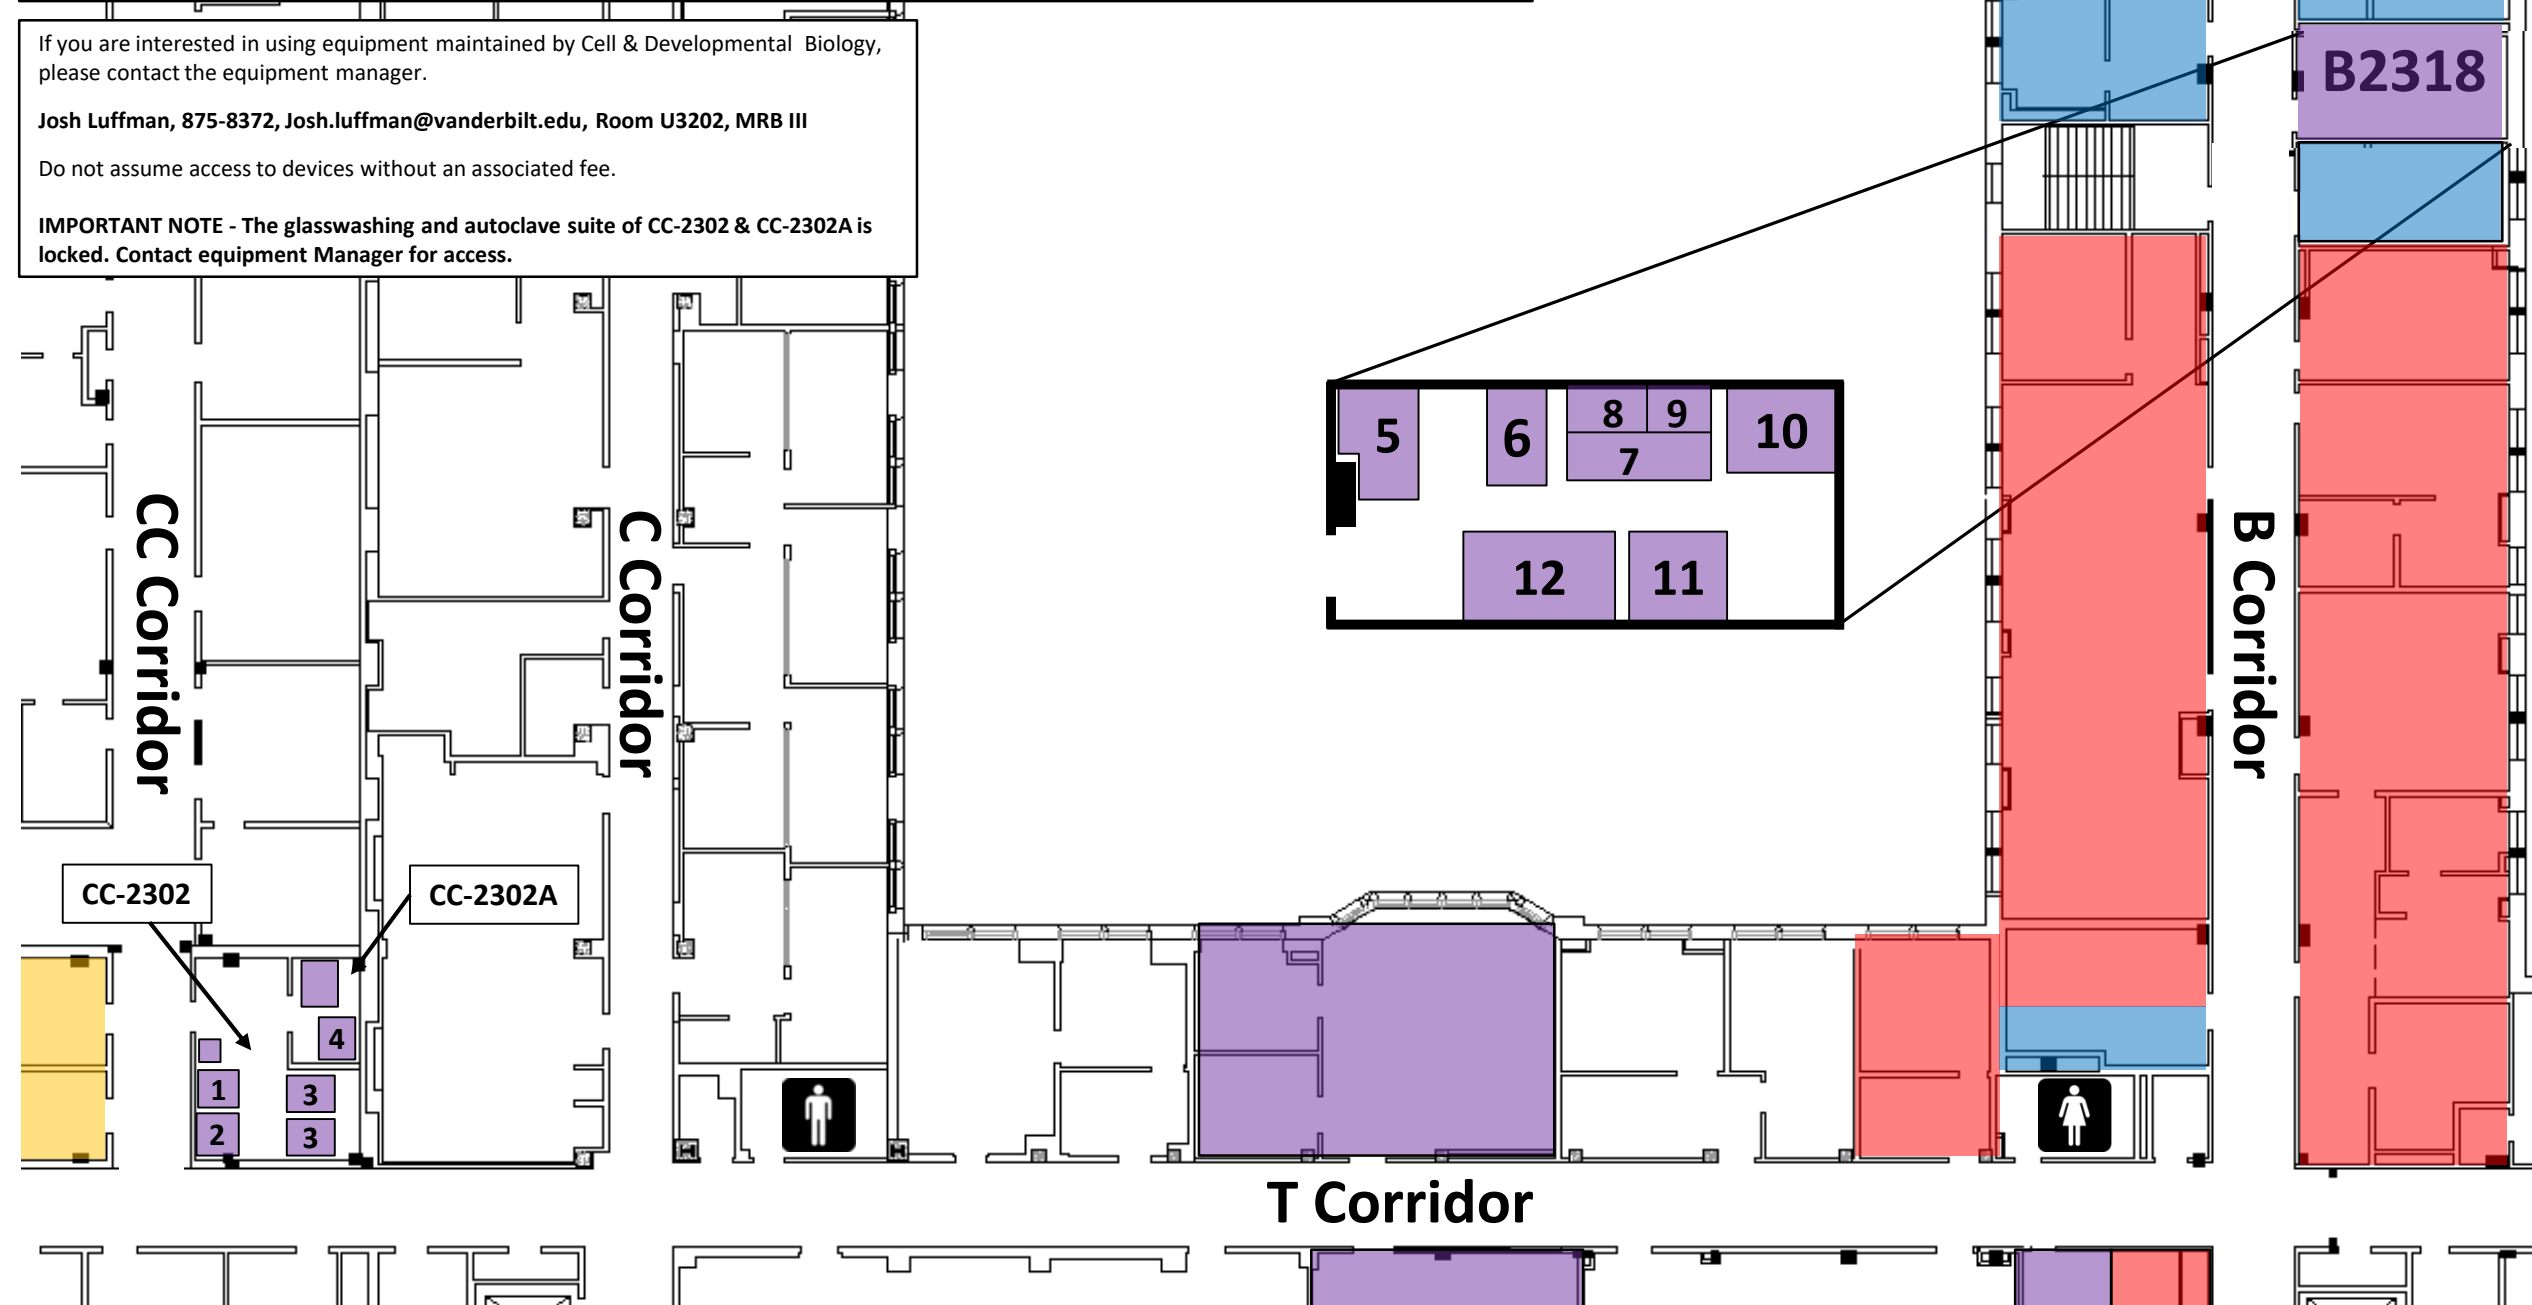 If you are interested in using equipment maintained by Cell & Developmental Biology,
please contact the equipment manager.
Josh Luffman, 875-8372, Josh.luffman@vanderbilt.edu, Room U3202, MRB III
Do not assume access to devices without an associated fee.
IMPORTANT NOTE - The glasswashing and autoclave suite of CC-2302 & CC-2302A is
locked. Contact equipment Manager for access.
B2318
5
6
8
9
7
10
12
11
CC Corridor
C Corridor
B Corridor
CC-2302
CC-2302A
4
1
3
2
3
T Corridor